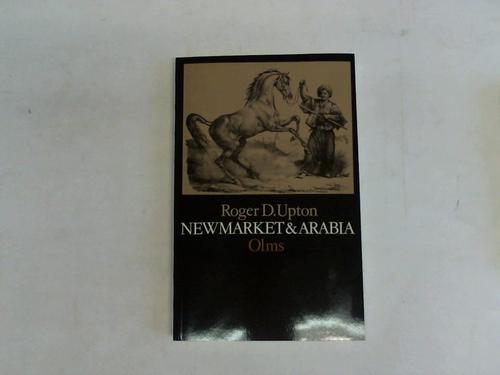 Roger D.Upton
NEWMARKET & ARABIA
Olms